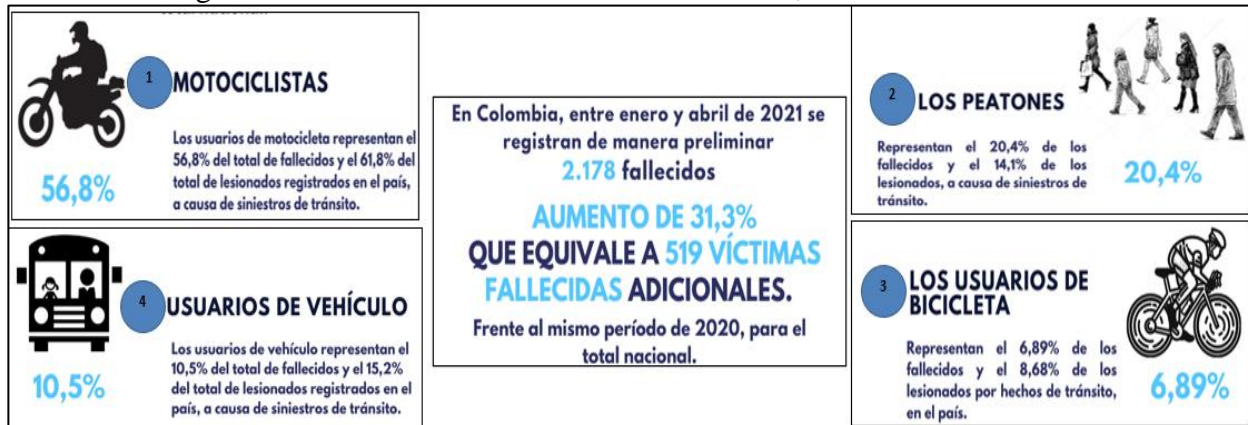 1
MOTOCICLISTAS
Los usuarios de motocicleta representan el
56,8% del total de fallecidos y el 61,8% del
total de lesionados registrados en el país,
a causa de siniestros de tránsito.
56,8%
En Colombia, entre enero y abril de 2021 se
registran de manera preliminar
2.178 fallecidos
AUMENTO DE 31,3%
QUE EQUIVALE A 519 VÍCTIMAS
FALLECIDAS ADICIONALES.
Frente al mismo período de 2020, para el
total nacional.
2
LOS PEATONES
Representan el 20,4% de los
fallecidos y el 14,1% de los
lesionados, a causa de siniestros de
tránsito.
20,4%
3
LOS USUARIOS DE
BICICLETA
Representan el 6,89% de los
fallecidos y el 8,68% de los
lesionados por hechos de tránsito,
en el país.
6,89%
4
USUARIOS DE VEHÍCULO
Los usuarios de vehículo representan el
10,5% del total de fallecidos y el 15,2%
del total de lesionados registrados en el
país, a causa de siniestros de tránsito.
10,5%